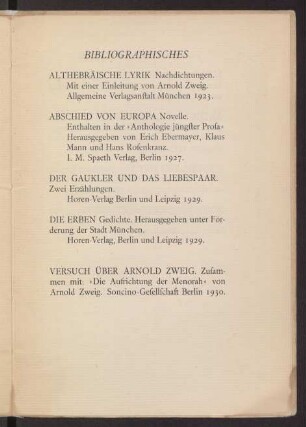 BIBLIOGRAPHISCHES
ALTHEBRÄISCHE LYRIK Nachdichtungen.
Mit einer Einleitung von Arnold Zweig.
Allgemeine Verlagsanstalt München 1923.
ABSCHIED VON EUROPA Novelle.
Enthalten in der »Anthologie jüngster Prosa«
Herausgegeben von Erich Ebermayer, Klaus
Mann und Hans Rosenkranz.
I. M. Spaeth Verlag, Berlin 1927.
DER GAUKLER UND DAS LIEBESPAAR.
Zwei Erzählungen.
Horen-Verlag Berlin und Leipzig 1929.
DIE ERBEN Gedichte. Herausgegeben unter För-
derung der Stadt München.
Horen-Verlag, Berlin und Leipzig 1929.
VERSUCH ÜBER ARNOLD ZWEIG. Zusam-
men mit: »Die Aufrichtung der Menorah« von
Arnold Zweig. Soncino-Gesellschaft Berlin 1930.